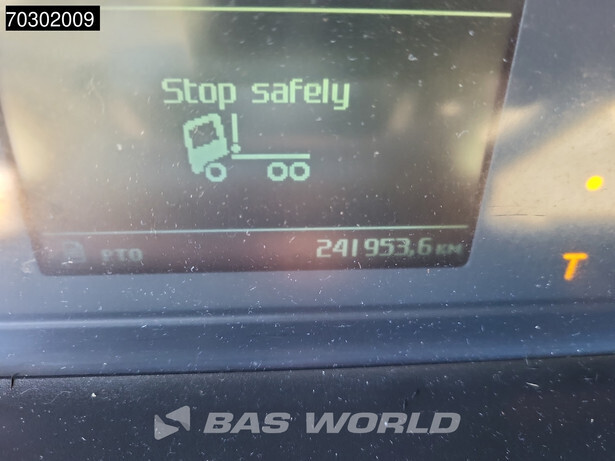 70302009
Stop safely
PTO 241953,6 KM
T
BAS WORLD